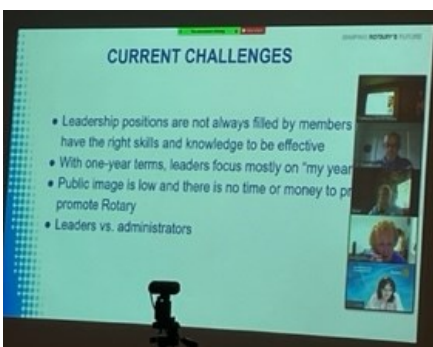 SHAPING ROTARY'S FUTURE
CURRENT CHALLENGES
• Leadership positions are not always filled by members
have the right skills and knowledge to be effective
• With one-year terms, leaders focus mostly on "my year
• Public image is low and there is no time or money to pr
promote Rotary
• Leaders vs. administrators